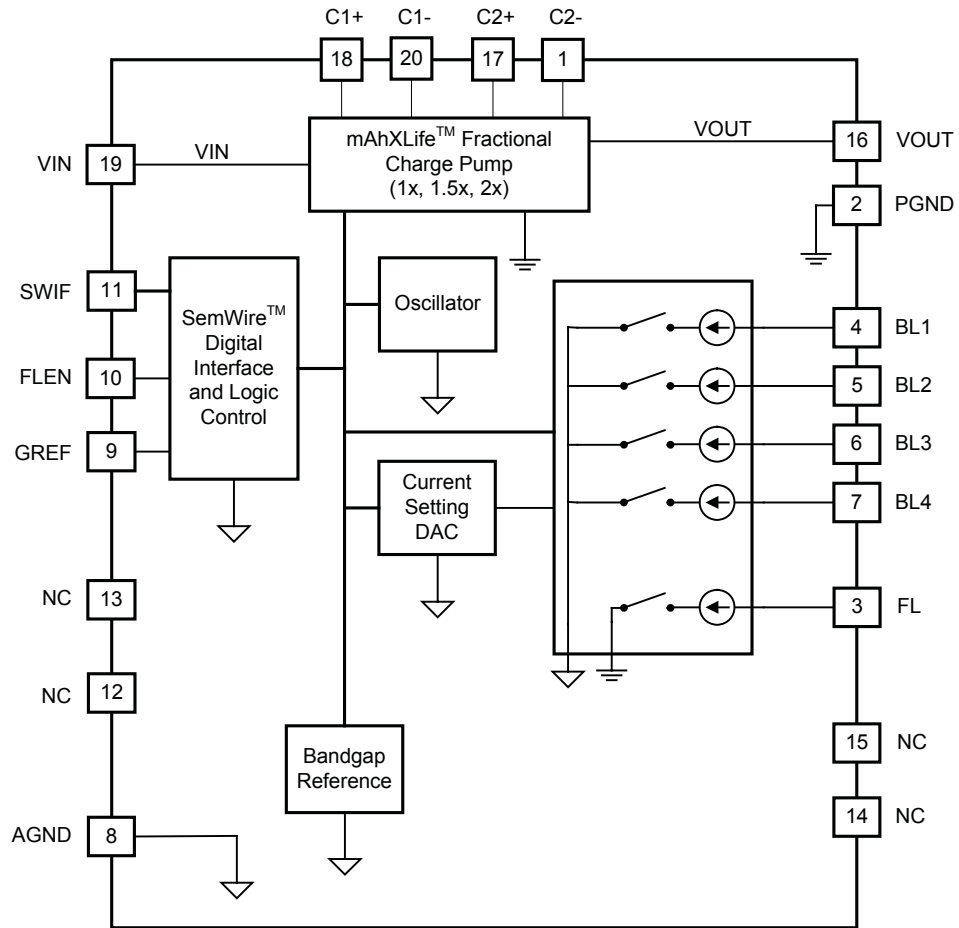 C1+ C1- C2+ C2-
18 20 17 1
mAhXLife™ Fractional
Charge Pump
(1x, 1.5x, 2x)
VIN 19 VIN
VOUT 16 VOUT
2 PGND
SWIF 11
FLEN 10
GREF 9
SemWire™
Digital
Interface
and Logic
Control
Oscillator
4 BL1
5 BL2
6 BL3
7 BL4
Current
Setting
DAC
3 FL
NC 13
NC 12
Bandgap
Reference
15 NC
14 NC
AGND 8